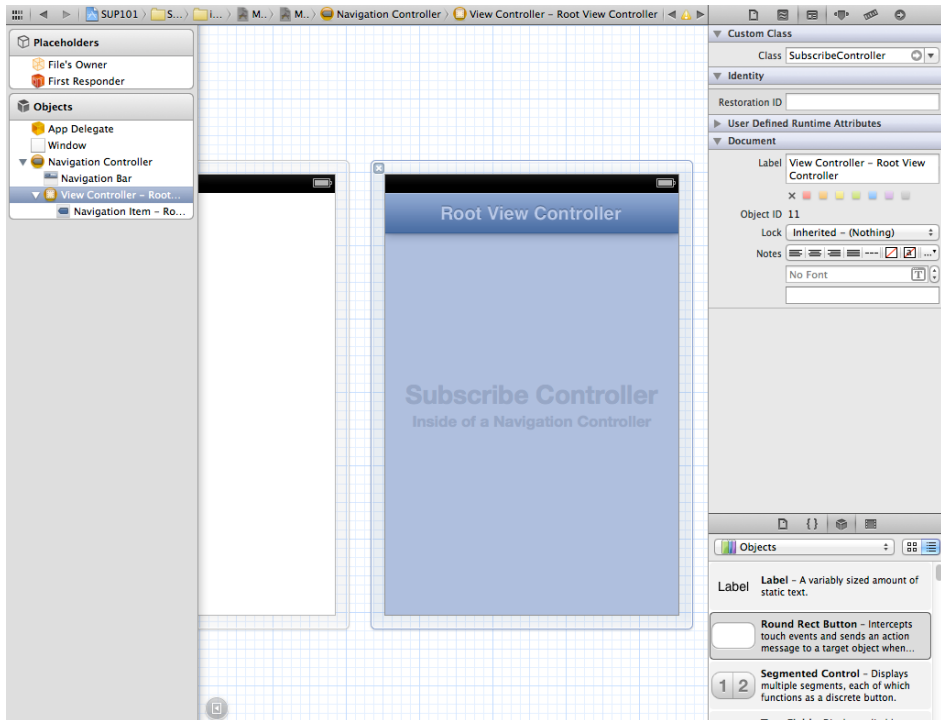 SUP101 〉 S...〉 i... 〉 M..〉 M..〉 Navigation Controller 〉 View Controller – Root View Controller
Placeholders
File's Owner
First Responder
Objects
App Delegate
Window
Navigation Controller
Navigation Bar
View Controller – Root...
Navigation Item – Ro...
Root View Controller
Subscribe Controller
Inside of a Navigation Controller
Custom Class
Class SubscribeController
Identity
Restoration ID
User Defined Runtime Attributes
Document
Label View Controller – Root View
Controller
Object ID 11
Lock Inherited – (Nothing)
Notes
No Font
Objects
Label Label – A variably sized amount of
static text.
Round Rect Button – Intercepts
touch events and sends an action
message to a target object when...
1 2 Segmented Control – Displays
multiple segments, each of which
functions as a discrete button.